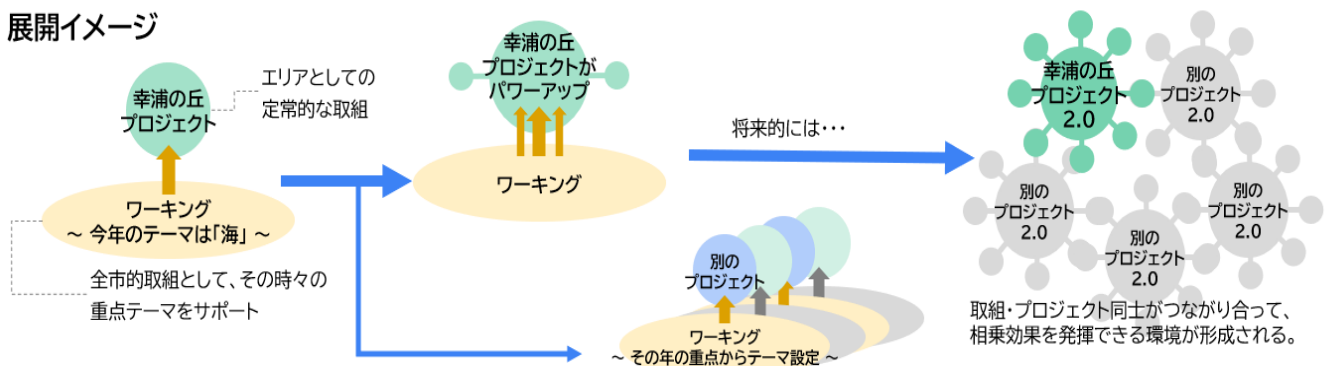 展開イメージ
幸浦の丘
プロジェクト
エリアとしての
定常的な取組
ワーキング
～ 今年のテーマは「海」 ～
全市的取組として、その時々の
重点テーマをサポート
幸浦の丘
プロジェクトが
パワーアップ
ワーキング
別の
プロジェクト
ワーキング
～ その年の重点からテーマ設定 ～
将来的には・・・
幸浦の丘
プロジェクト
2.0
別の
プロジェクト
2.0
別の
プロジェクト
2.0
別の
プロジェクト
2.0
別の
プロジェクト
2.0
取組・プロジェクト同士がつながり合って、
相乗効果を発揮できる環境が形成される。